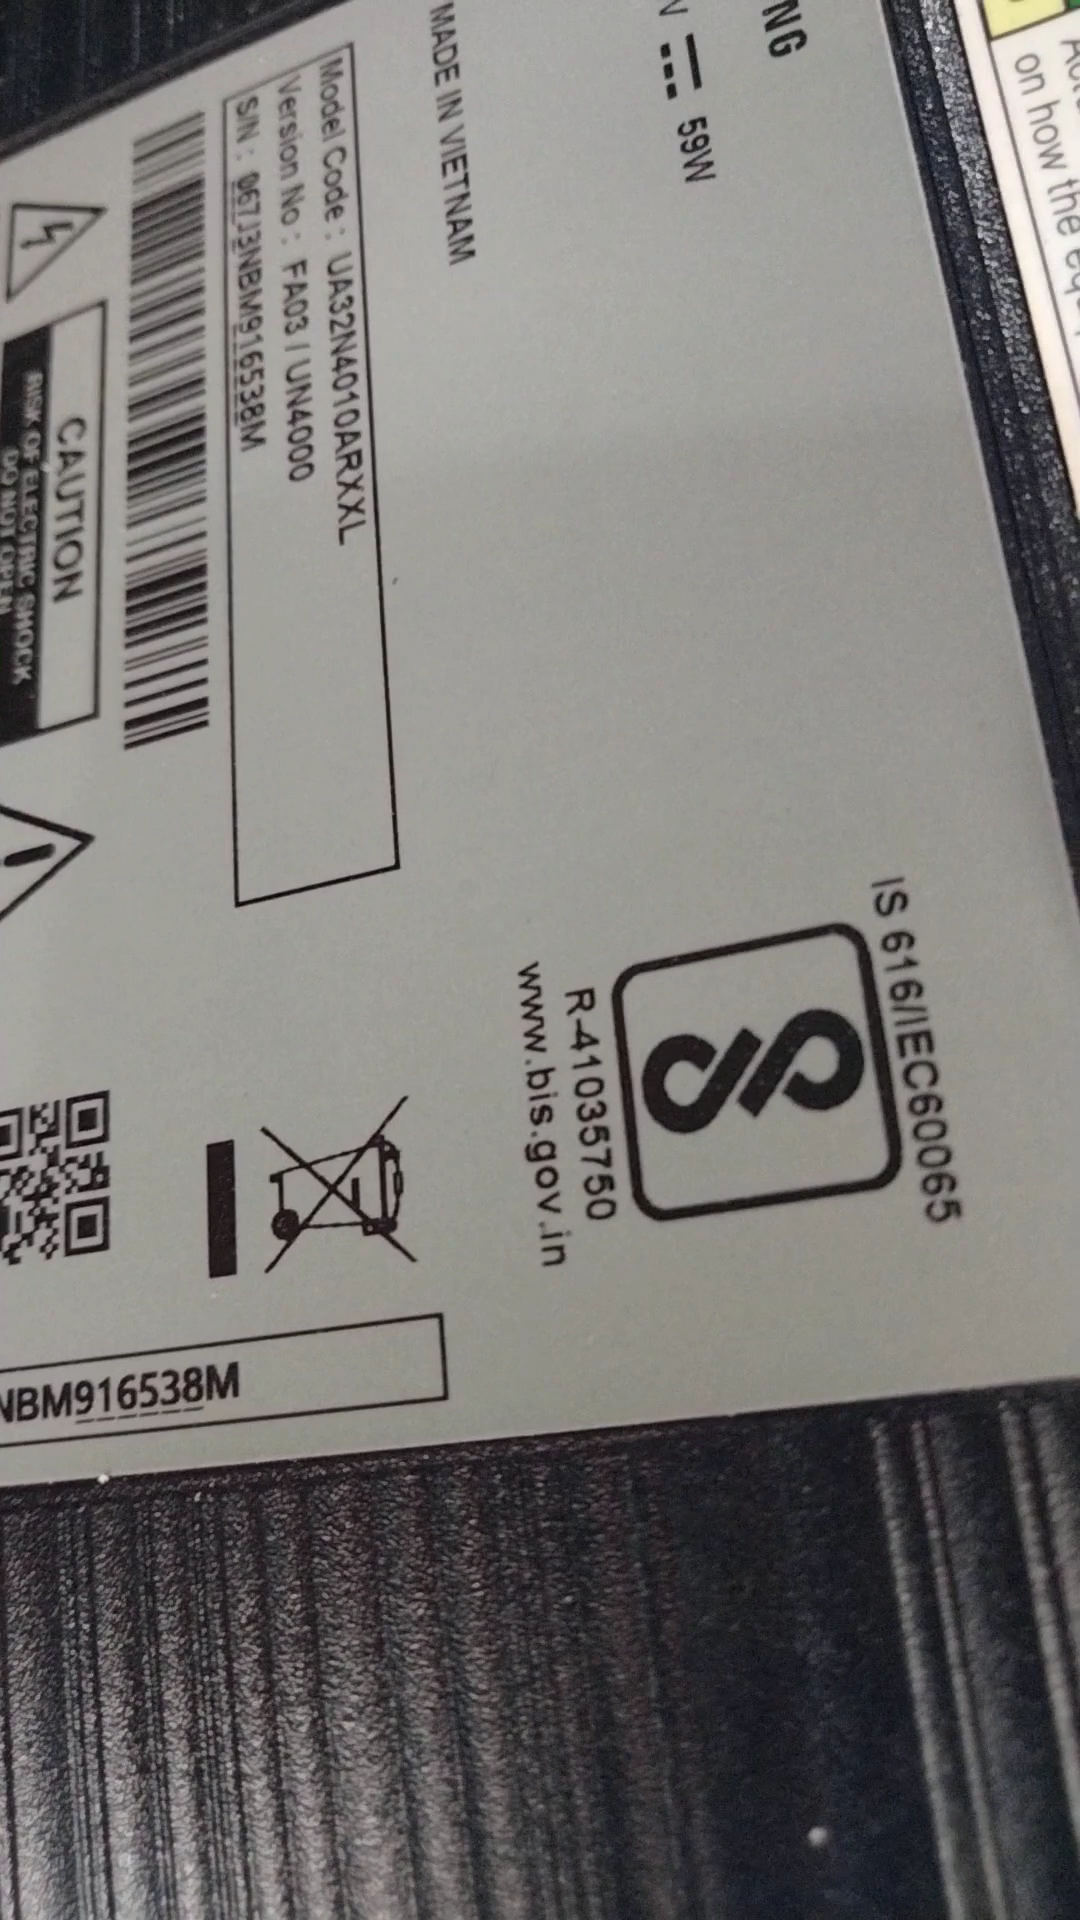 NG
V 59W
MADE IN VIETNAM
Model Code : UA32N4010ARXXL
Version No : FA03 / UN4000
S/N : 067J3NBM916538M
CAUTION
RISK OF ELECTRIC SHOCK
DO NOT OPEN
IS 616/IEC60065
R-41035750
www.bis.gov.in
NBM916538M
on how the